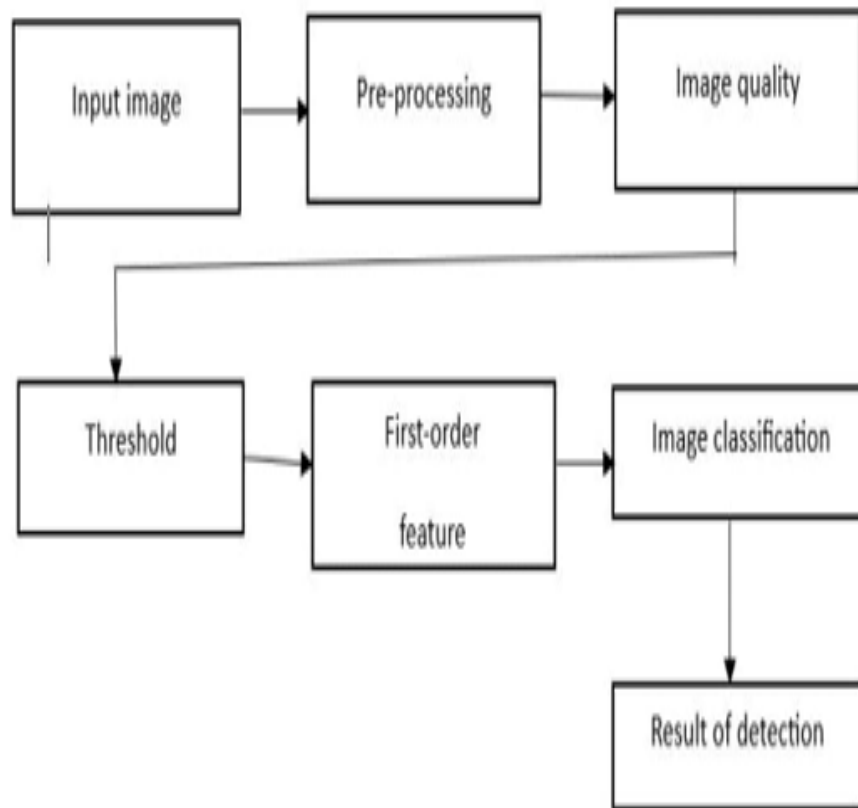 Input image
Pre-processing
Image quality
Threshold
First-order
feature
Image classification
Result of detection